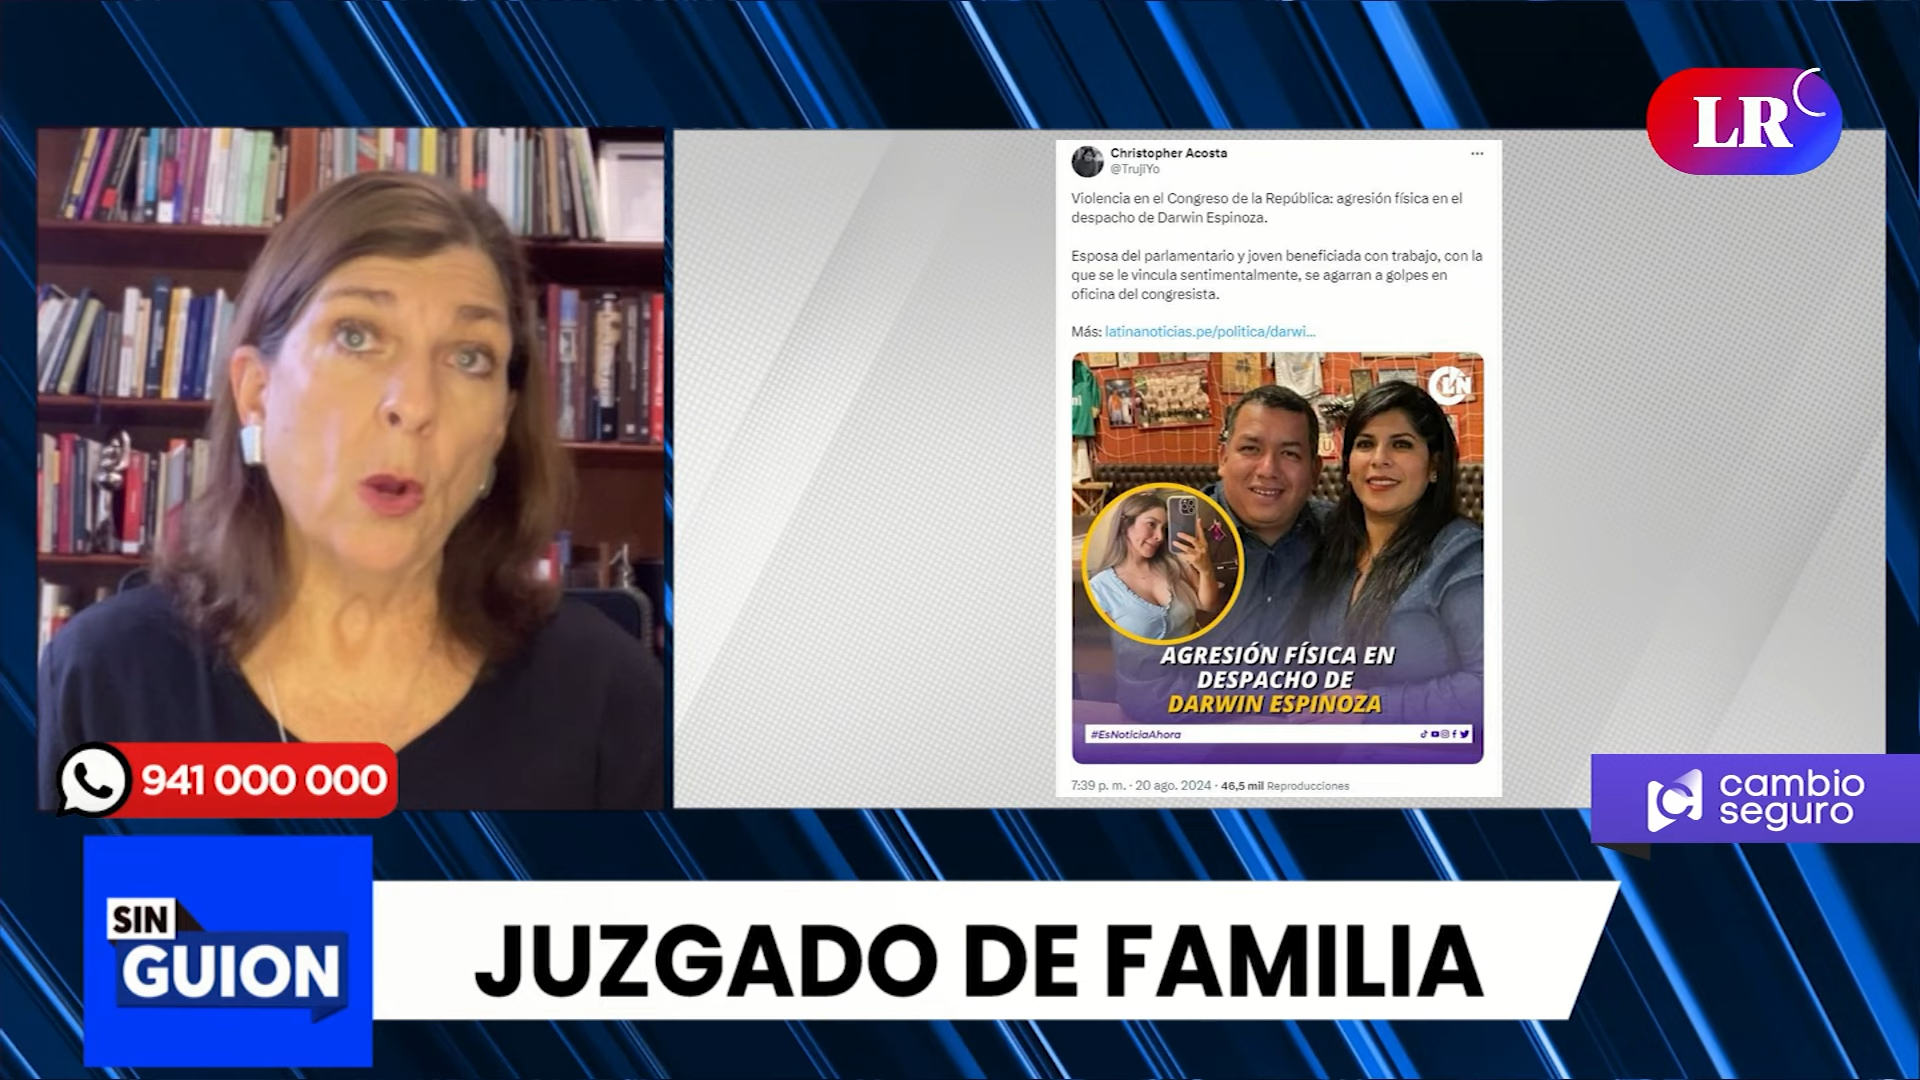 LR
Christopher Acosta
@TrujiYo
Violencia en el Congreso de la República: agresión física en el
despacho de Darwin Espinoza.
Esposa del parlamentario y joven beneficiada con trabajo, con la
que se le vincula sentimentalmente, se agarran a golpes en
oficina del congresista.
Más: latinanoticias.pe/politica/darwi...
LN
AGRESIÓN FÍSICA EN
DESPACHO DE
DARWIN ESPINOZA
#EsNoticiaAhora
7:39 p. m. · 20 ago. 2024 · 46,5 mil Reproducciones
941 000 000
cambio
seguro
SIN
GUION
JUZGADO DE FAMILIA